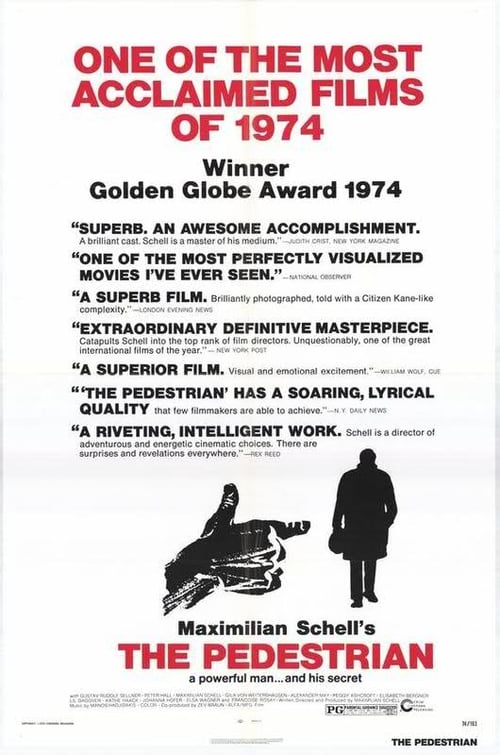 ONE OF THE MOST
ACCLAIMED FILMS
OF 1974
Winner
Golden Globe Award 1974
“SUPERB. AN AWESOME ACCOMPLISHMENT.
A brilliant cast. Schell is a master of his medium.”—JUDITH CRIST, NEW YORK MAGAZINE
“ONE OF THE MOST PERFECTLY VISUALIZED
MOVIES I’VE EVER SEEN.”—NATIONAL OBSERVER
“A SUPERB FILM. Brilliantly photographed, told with a Citizen Kane-like
complexity.”—LONDON EVENING NEWS
“EXTRAORDINARY DEFINITIVE MASTERPIECE.
Catapults Schell into the top rank of film directors. Unquestionably, one of the great
international films of the year.”— NEW YORK POST
“A SUPERIOR FILM. Visual and emotional excitement.”—WILLIAM WOLF, CUE
“‘THE PEDESTRIAN’ HAS A SOARING, LYRICAL
QUALITY that few filmmakers are able to achieve.”—N.Y. DAILY NEWS
“A RIVETING, INTELLIGENT WORK. Schell is a director of
adventurous and energetic cinematic choices. There are
surprises and revelations everywhere.”—REX REED
Maximilian Schell’s
THE PEDESTRIAN
a powerful man...and his secret
with GUSTAV RUDOLF SELLNER · PETER HALL · MAXIMILIAN SCHELL · GILA VON WEITERSHAUSEN · ALEXANDER MAY · PEGGY ASHCROFT · ELISABETH BERGNER
LIL DAGOVER · KATHE HAACK · JOHANNA HOFER · ELSA WAGNER and FRANCOISE ROSAY · Written, Directed and Produced by MAXIMILIAN SCHELL
Music by MANOS HADJIDAKIS · COLOR · Co-produced by ZEV BRAUN · ALFA/MFG Film
PG
74/163
THE PEDESTRIAN